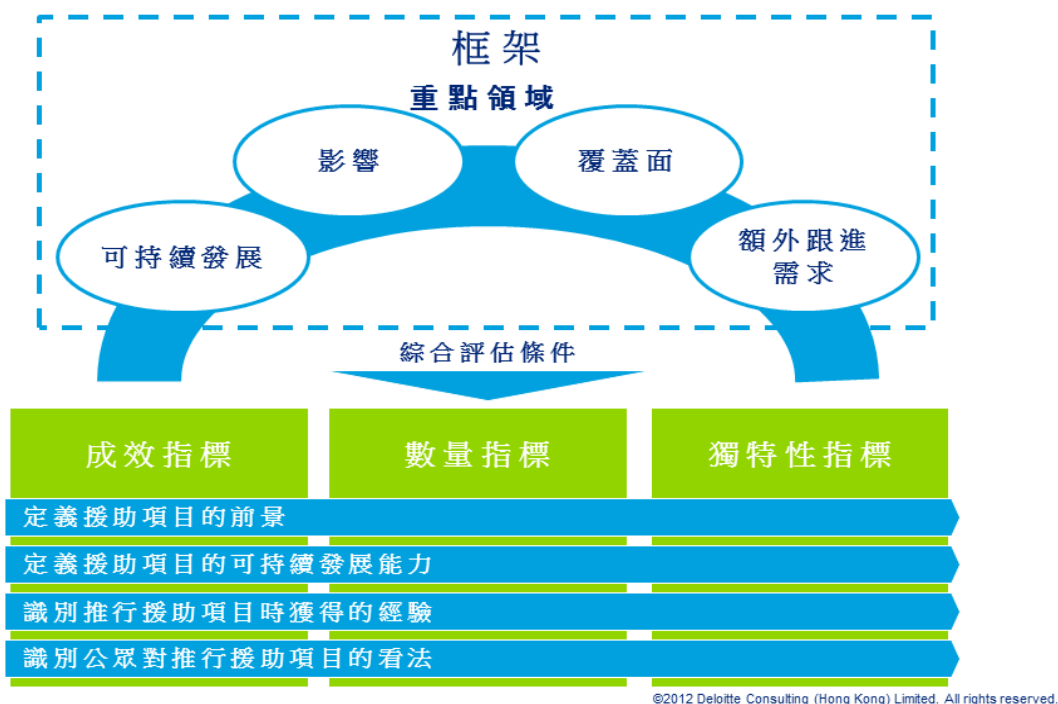 框架
重點領域
影響
覆蓋面
可持續發展
額外跟進
需求
綜合評估條件
成效指標
數量指標
獨特性指標
定義援助項目的前景
定義援助項目的可持續發展能力
識別推行援助項目時獲得的經驗
識別公眾對推行援助項目的看法
©2012 Deloitte Consulting (Hong Kong) Limited. All rights reserved.